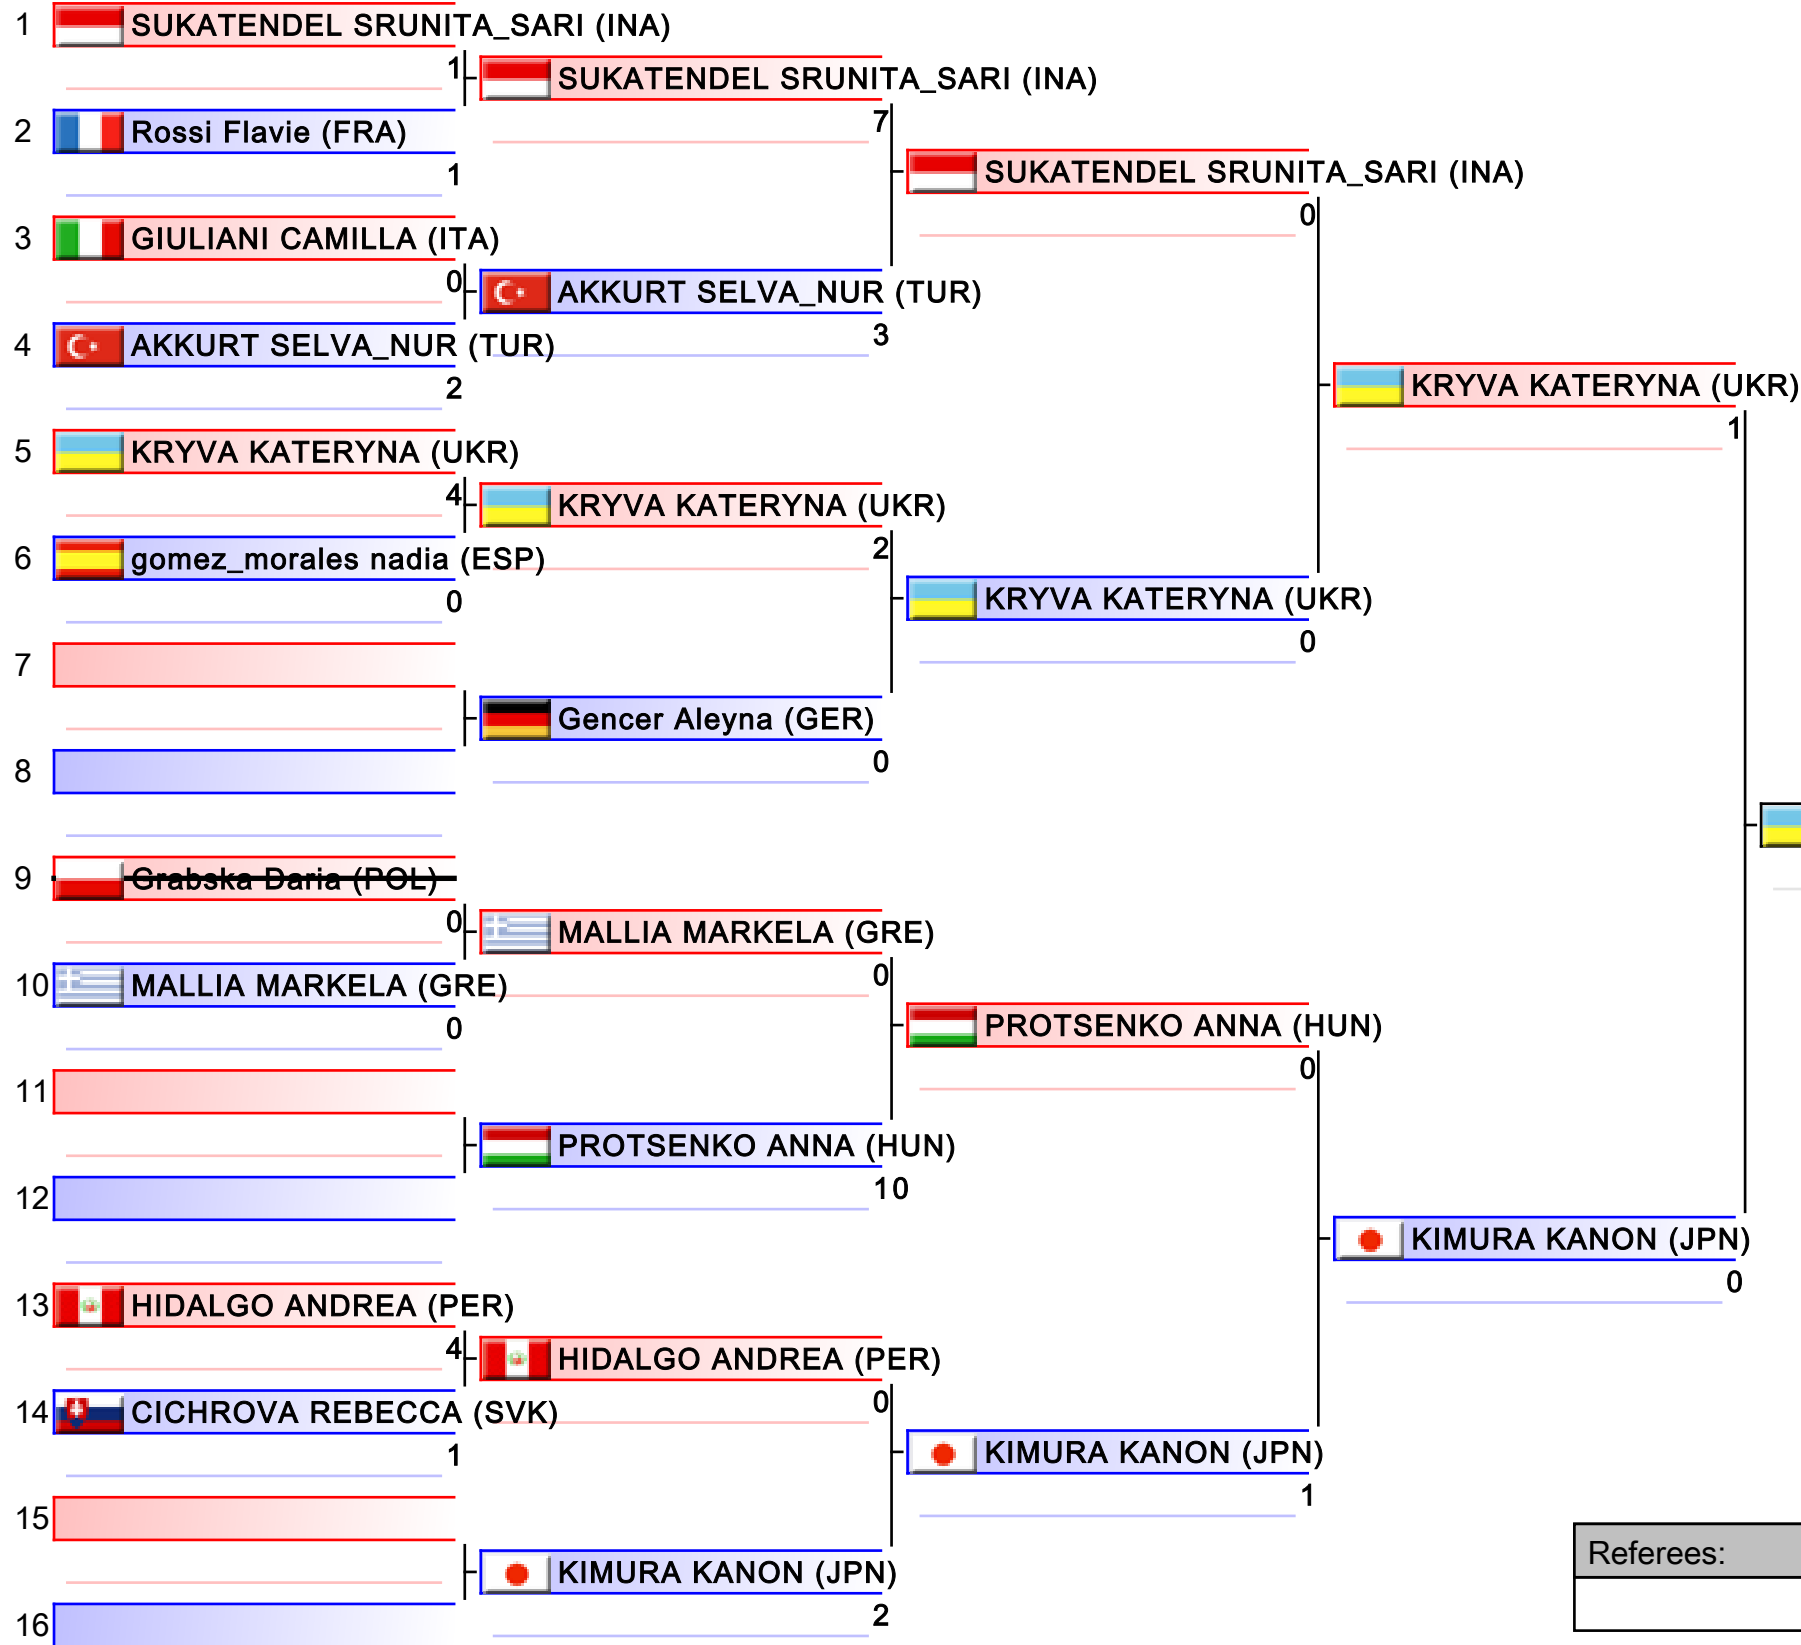 1 SUKATENDEL SRUNITA_SARI (INA)
1 SUKATENDEL SRUNITA_SARI (INA)
2 Rossi Flavie (FRA) 7
1 SUKATENDEL SRUNITA_SARI (INA)
0
3 GIULIANI CAMILLA (ITA)
0 AKKURT SELVA_NUR (TUR)
3
4 AKKURT SELVA_NUR (TUR)
2 KRYVA KATERYNA (UKR)
1
5 KRYVA KATERYNA (UKR)
4 KRYVA KATERYNA (UKR)
2
6 gomez_morales nadia (ESP)
0 KRYVA KATERYNA (UKR)
0
7
Gencer Aleyna (GER)
0
8
9 Grabska Daria (POL)
0 MALLIA MARKELA (GRE)
0
10 MALLIA MARKELA (GRE)
0 PROTSENKO ANNA (HUN)
0
11
PROTSENKO ANNA (HUN)
10
12
KIMURA KANON (JPN)
0
13 HIDALGO ANDREA (PER)
4 HIDALGO ANDREA (PER)
0
14 CICHROVA REBECCA (SVK)
1 KIMURA KANON (JPN)
1
15
Referees:
KIMURA KANON (JPN)
2
16